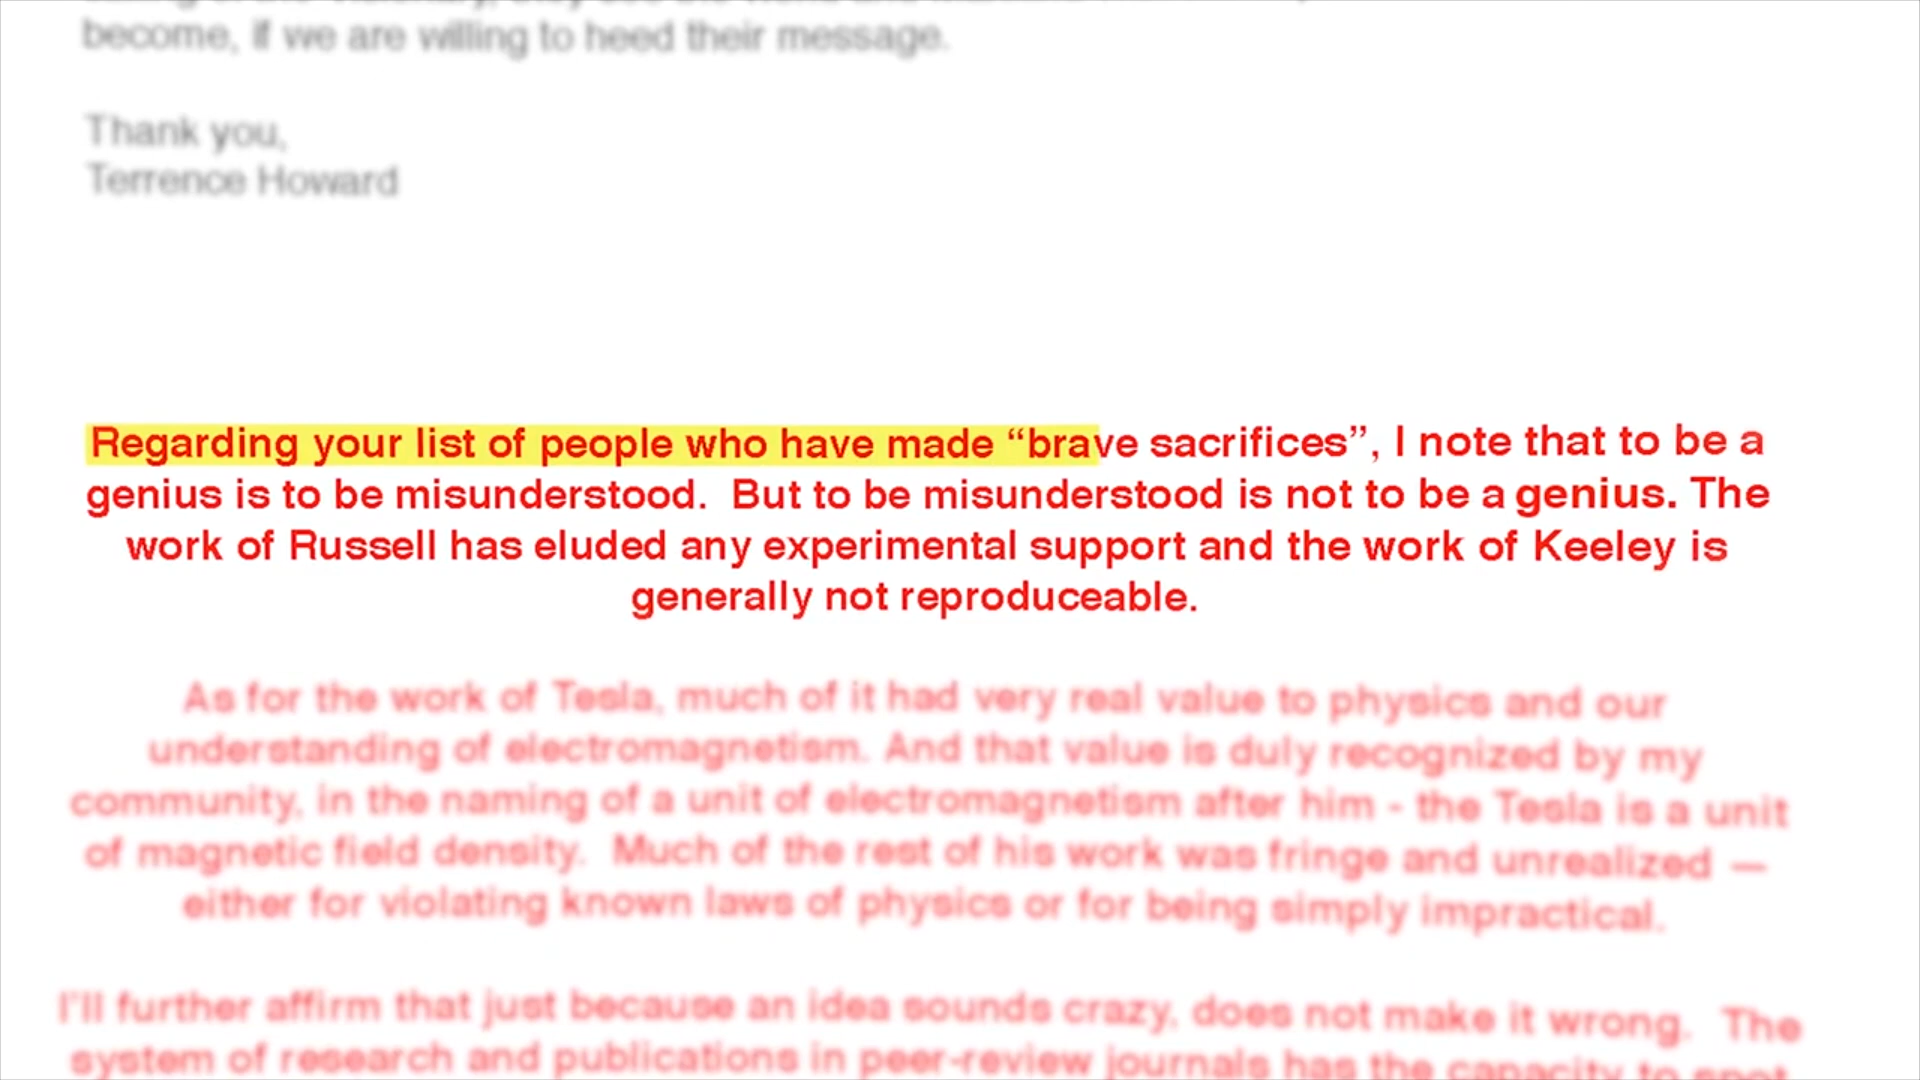 become, if we are willing to heed their message.
Thank you,
Terrence Howard
Regarding your list of people who have made “brave sacrifices”, I note that to be a
genius is to be misunderstood.  But to be misunderstood is not to be a genius. The
work of Russell has eluded any experimental support and the work of Keeley is
generally not reproduceable.
As for the work of Tesla, much of it had very real value to physics and our
understanding of electromagnetism. And that value is duly recognized by my
community, in the naming of a unit of electromagnetism after him - the Tesla is a unit
of magnetic field density.  Much of the rest of his work was fringe and unrealized —
either for violating known laws of physics or for being simply impractical.
I'll further affirm that just because an idea sounds crazy, does not make it wrong.  The
system of research and publications in peer-review journals has the capacity to spot